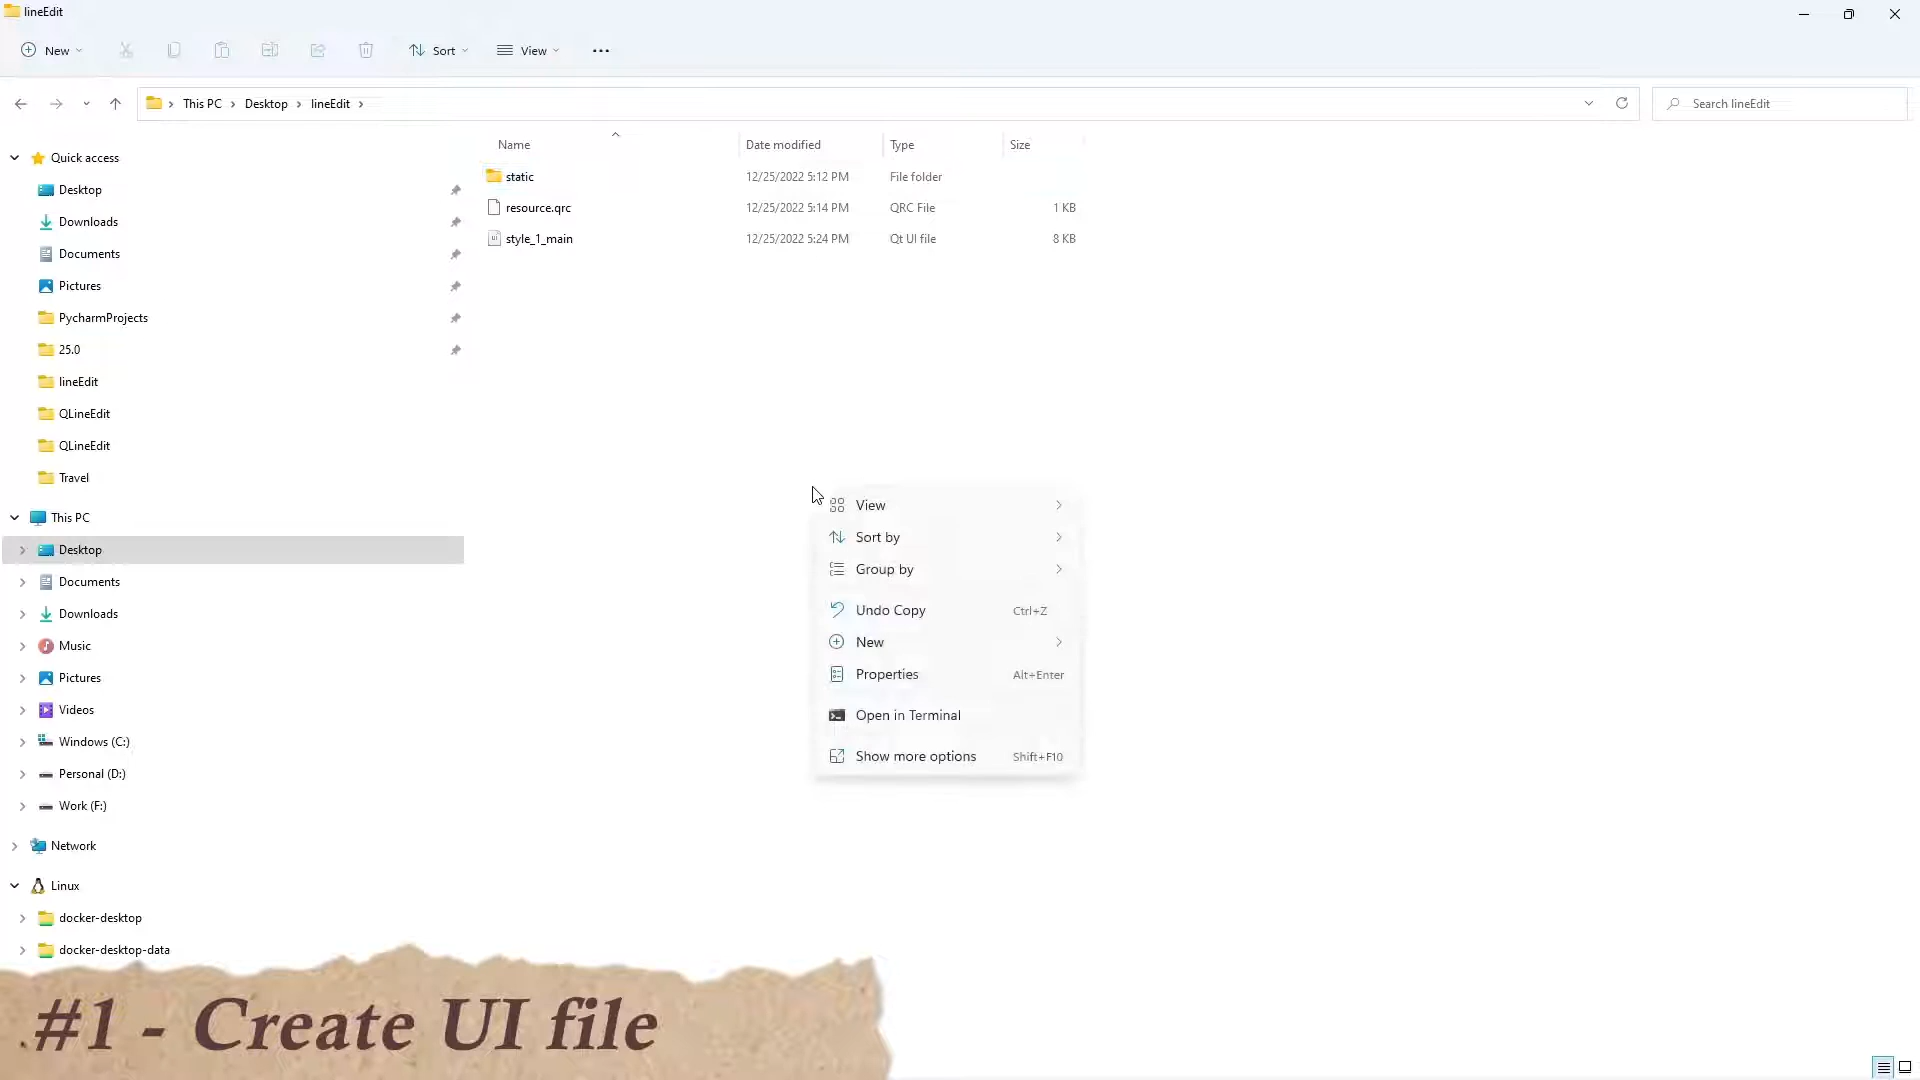 lineEdit
New
Sort
View
This PC
Desktop
lineEdit
Search lineEdit
Name
Date modified
Type
Size
static
12/25/2022 5:12 PM
File folder
resource.qrc
12/25/2022 5:14 PM
QRC File
1 KB
style_1_main
12/25/2022 5:24 PM
Qt UI file
8 KB
Quick access
Desktop
Downloads
Documents
Pictures
PycharmProjects
25.0
lineEdit
QLineEdit
QLineEdit
Travel
This PC
Desktop
Documents
Downloads
Music
Pictures
Videos
Windows (C:)
Personal (D:)
Work (F:)
Network
Linux
docker-desktop
docker-desktop-data
View
Sort by
Group by
Undo Copy Ctrl+Z
New
Properties Alt+Enter
Open in Terminal
Show more options Shift+F10
#1 - Create UI file